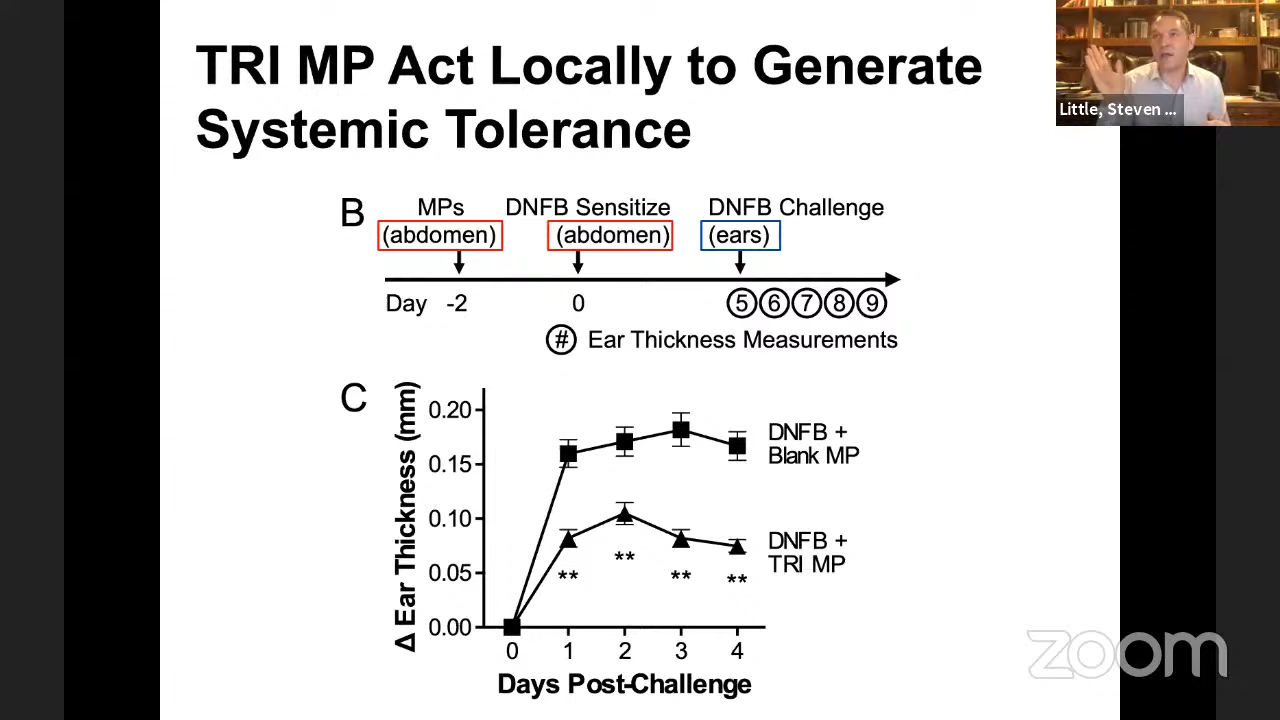 TRI MP Act Locally to Generate
Systemic Tolerance
Little, Steven ...
B
MPs DNFB Sensitize DNFB Challenge
(abdomen) (abdomen) (ears)
Day -2 0 5 6 7 8 9
# Ear Thickness Measurements
C
Δ Ear Thickness (mm)
0.20
0.15
0.10
0.05
0.00
DNFB +
Blank MP
DNFB +
TRI MP
** ** ** **
0 1 2 3 4
Days Post-Challenge
zoom